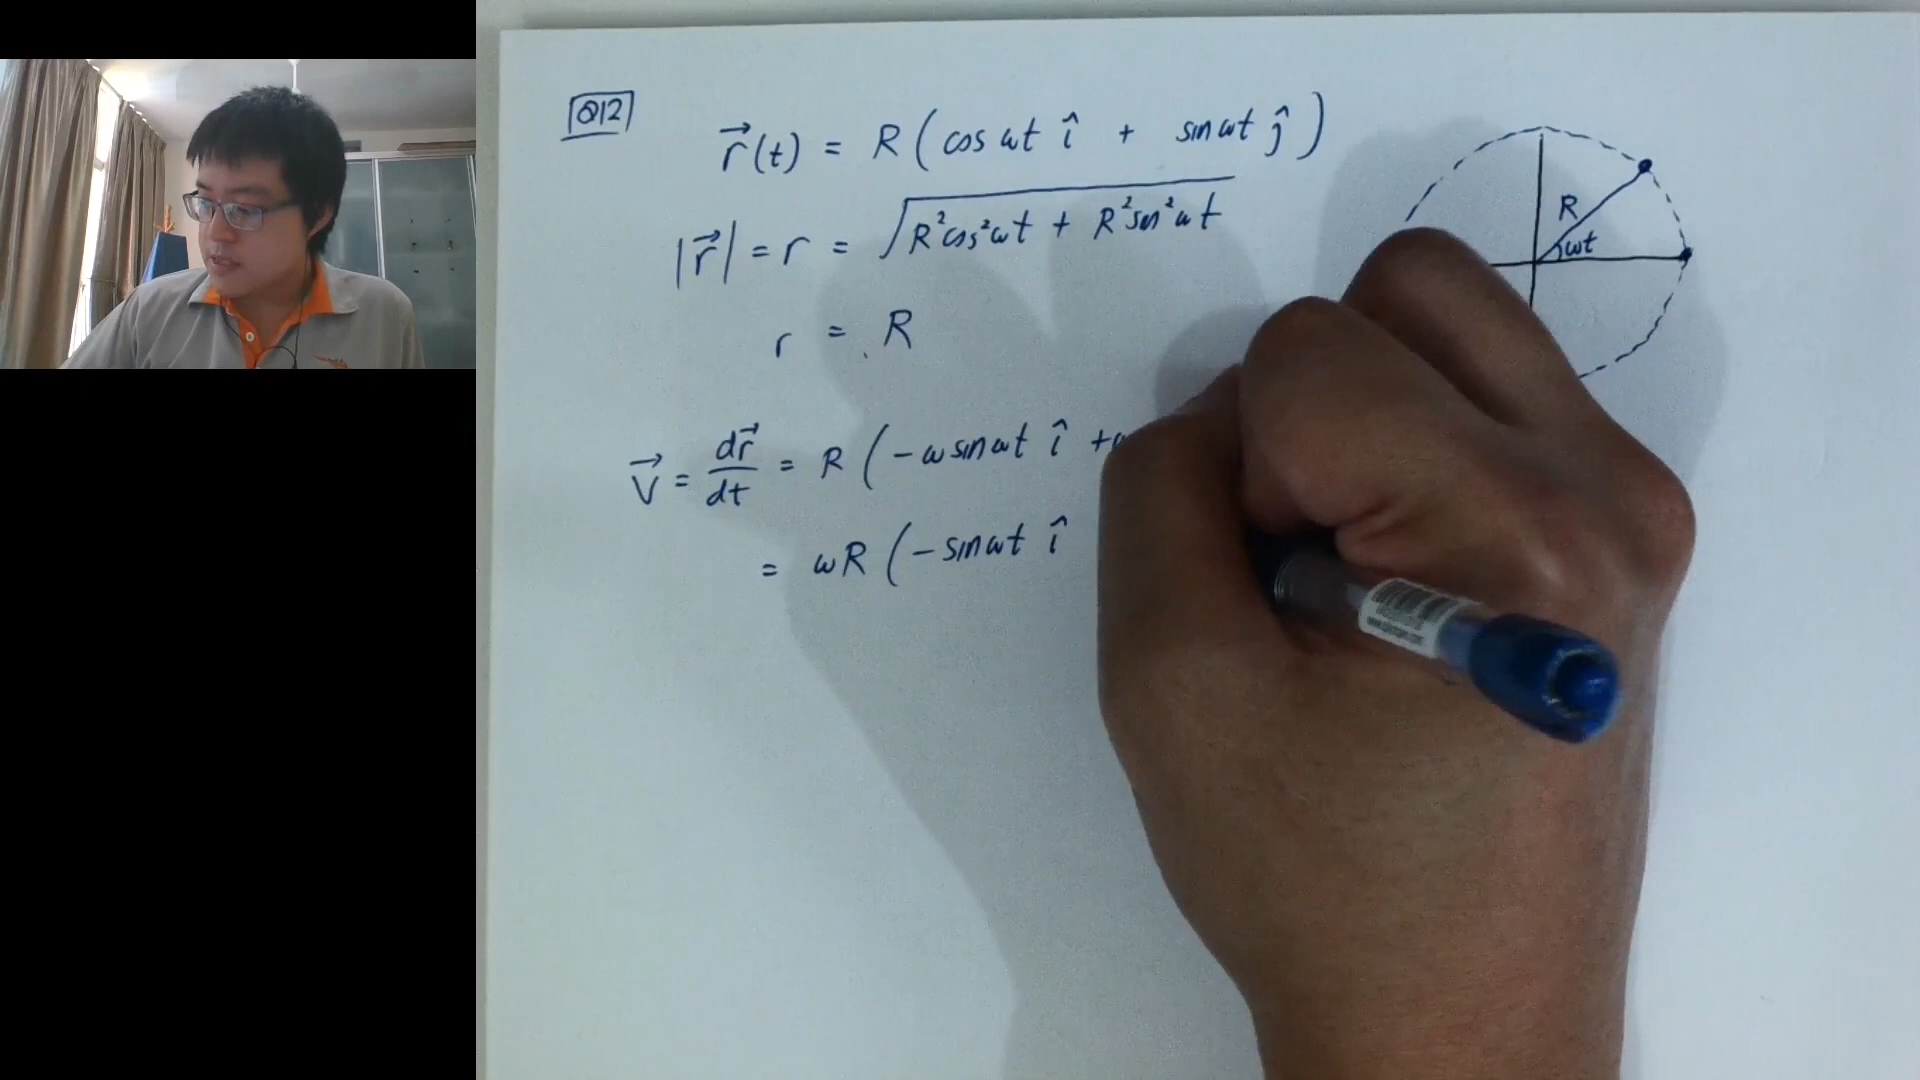 Q12
r⃗(t) = R ( cos ωt î + sin ωt ĵ )
|r⃗| = r = √(R²cos²ωt + R²sin²ωt)
r = R
v⃗ = dr⃗/dt = R ( - ω sin ωt î +
= ωR ( - sin ωt î
R
ωt